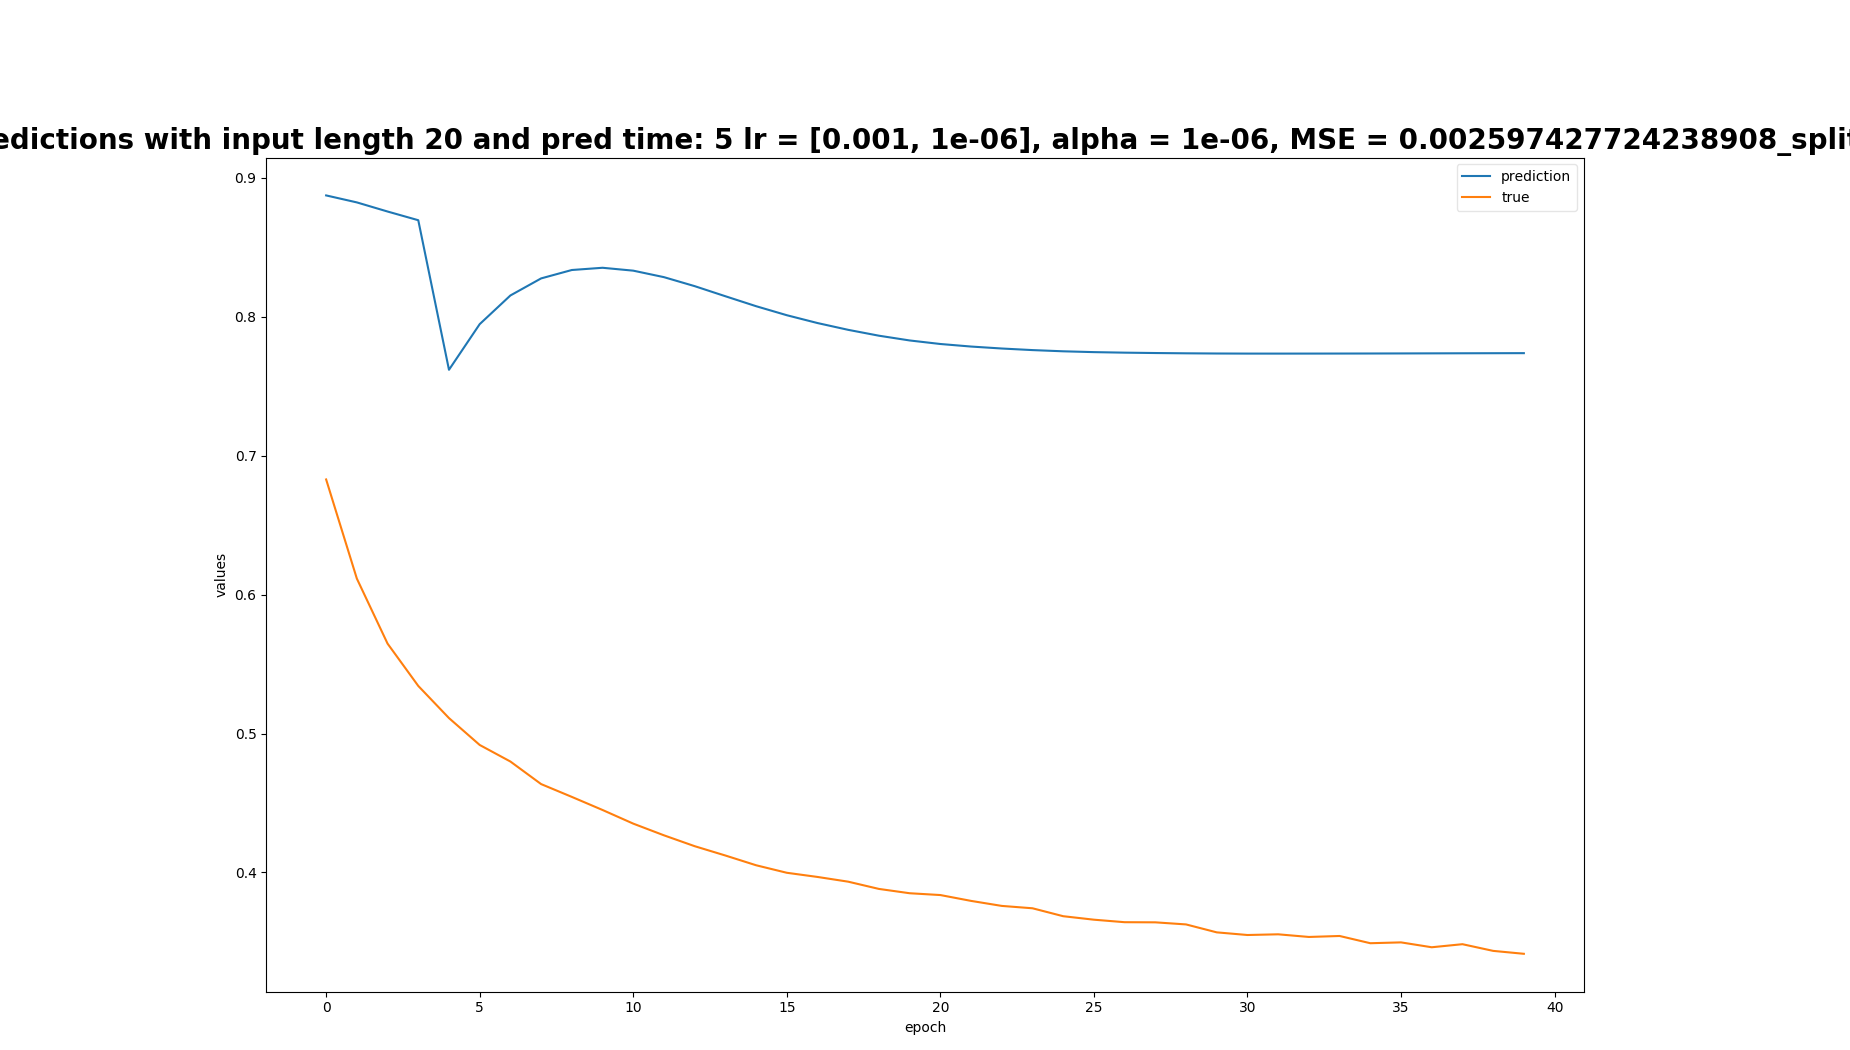 edictions with input length 20 and pred time: 5 lr = [0.001, 1e-06], alpha = 1e-06, MSE = 0.002597427724238908_split
prediction
true
0.9
0.8
0.7
0.6
0.5
0.4
values
0 5 10 15 20 25 30 35 40
epoch